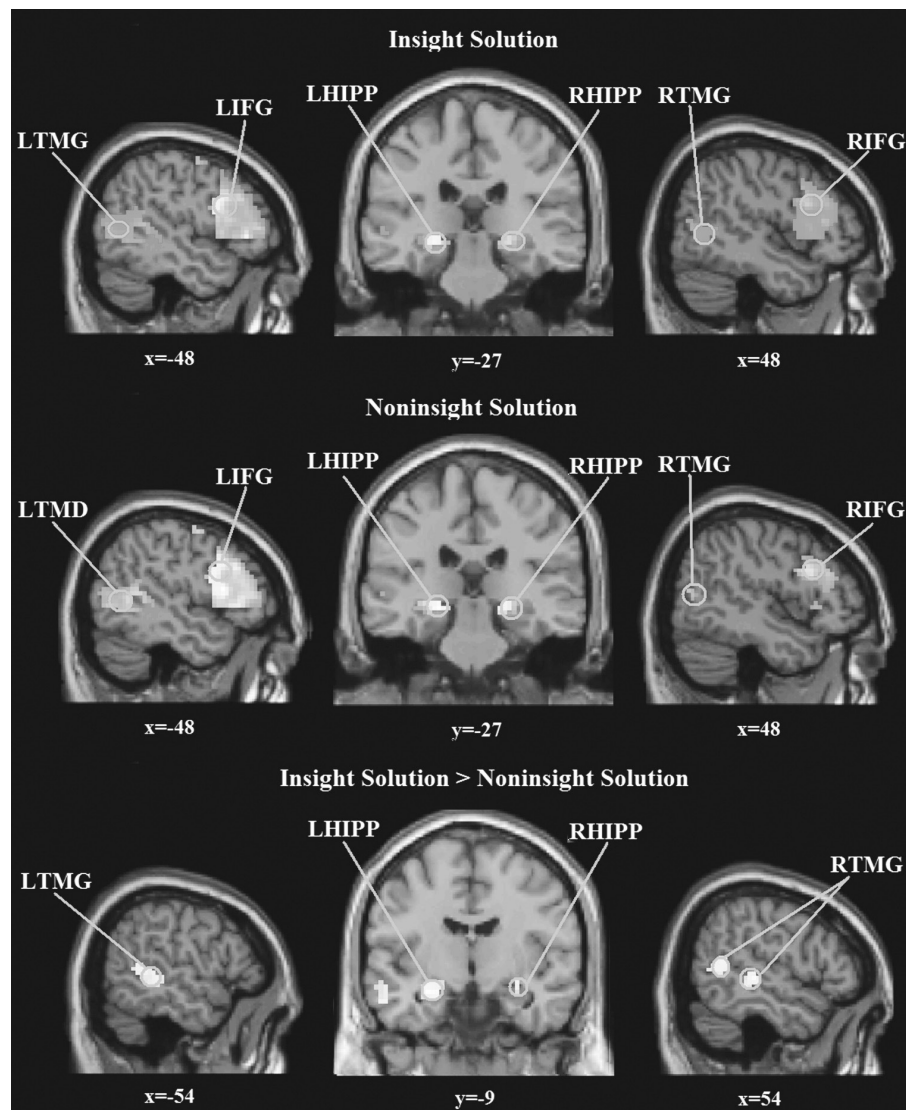 Insight Solution
LTMG
LIFG
LHIPP
RHIPP
RTMG
RIFG
x=-48
y=-27
x=48
Noninsight Solution
LTMD
LIFG
LHIPP
RHIPP
RTMG
RIFG
x=-48
y=-27
x=48
Insight Solution > Noninsight Solution
LTMG
LHIPP
RHIPP
RTMG
x=-54
y=-9
x=54